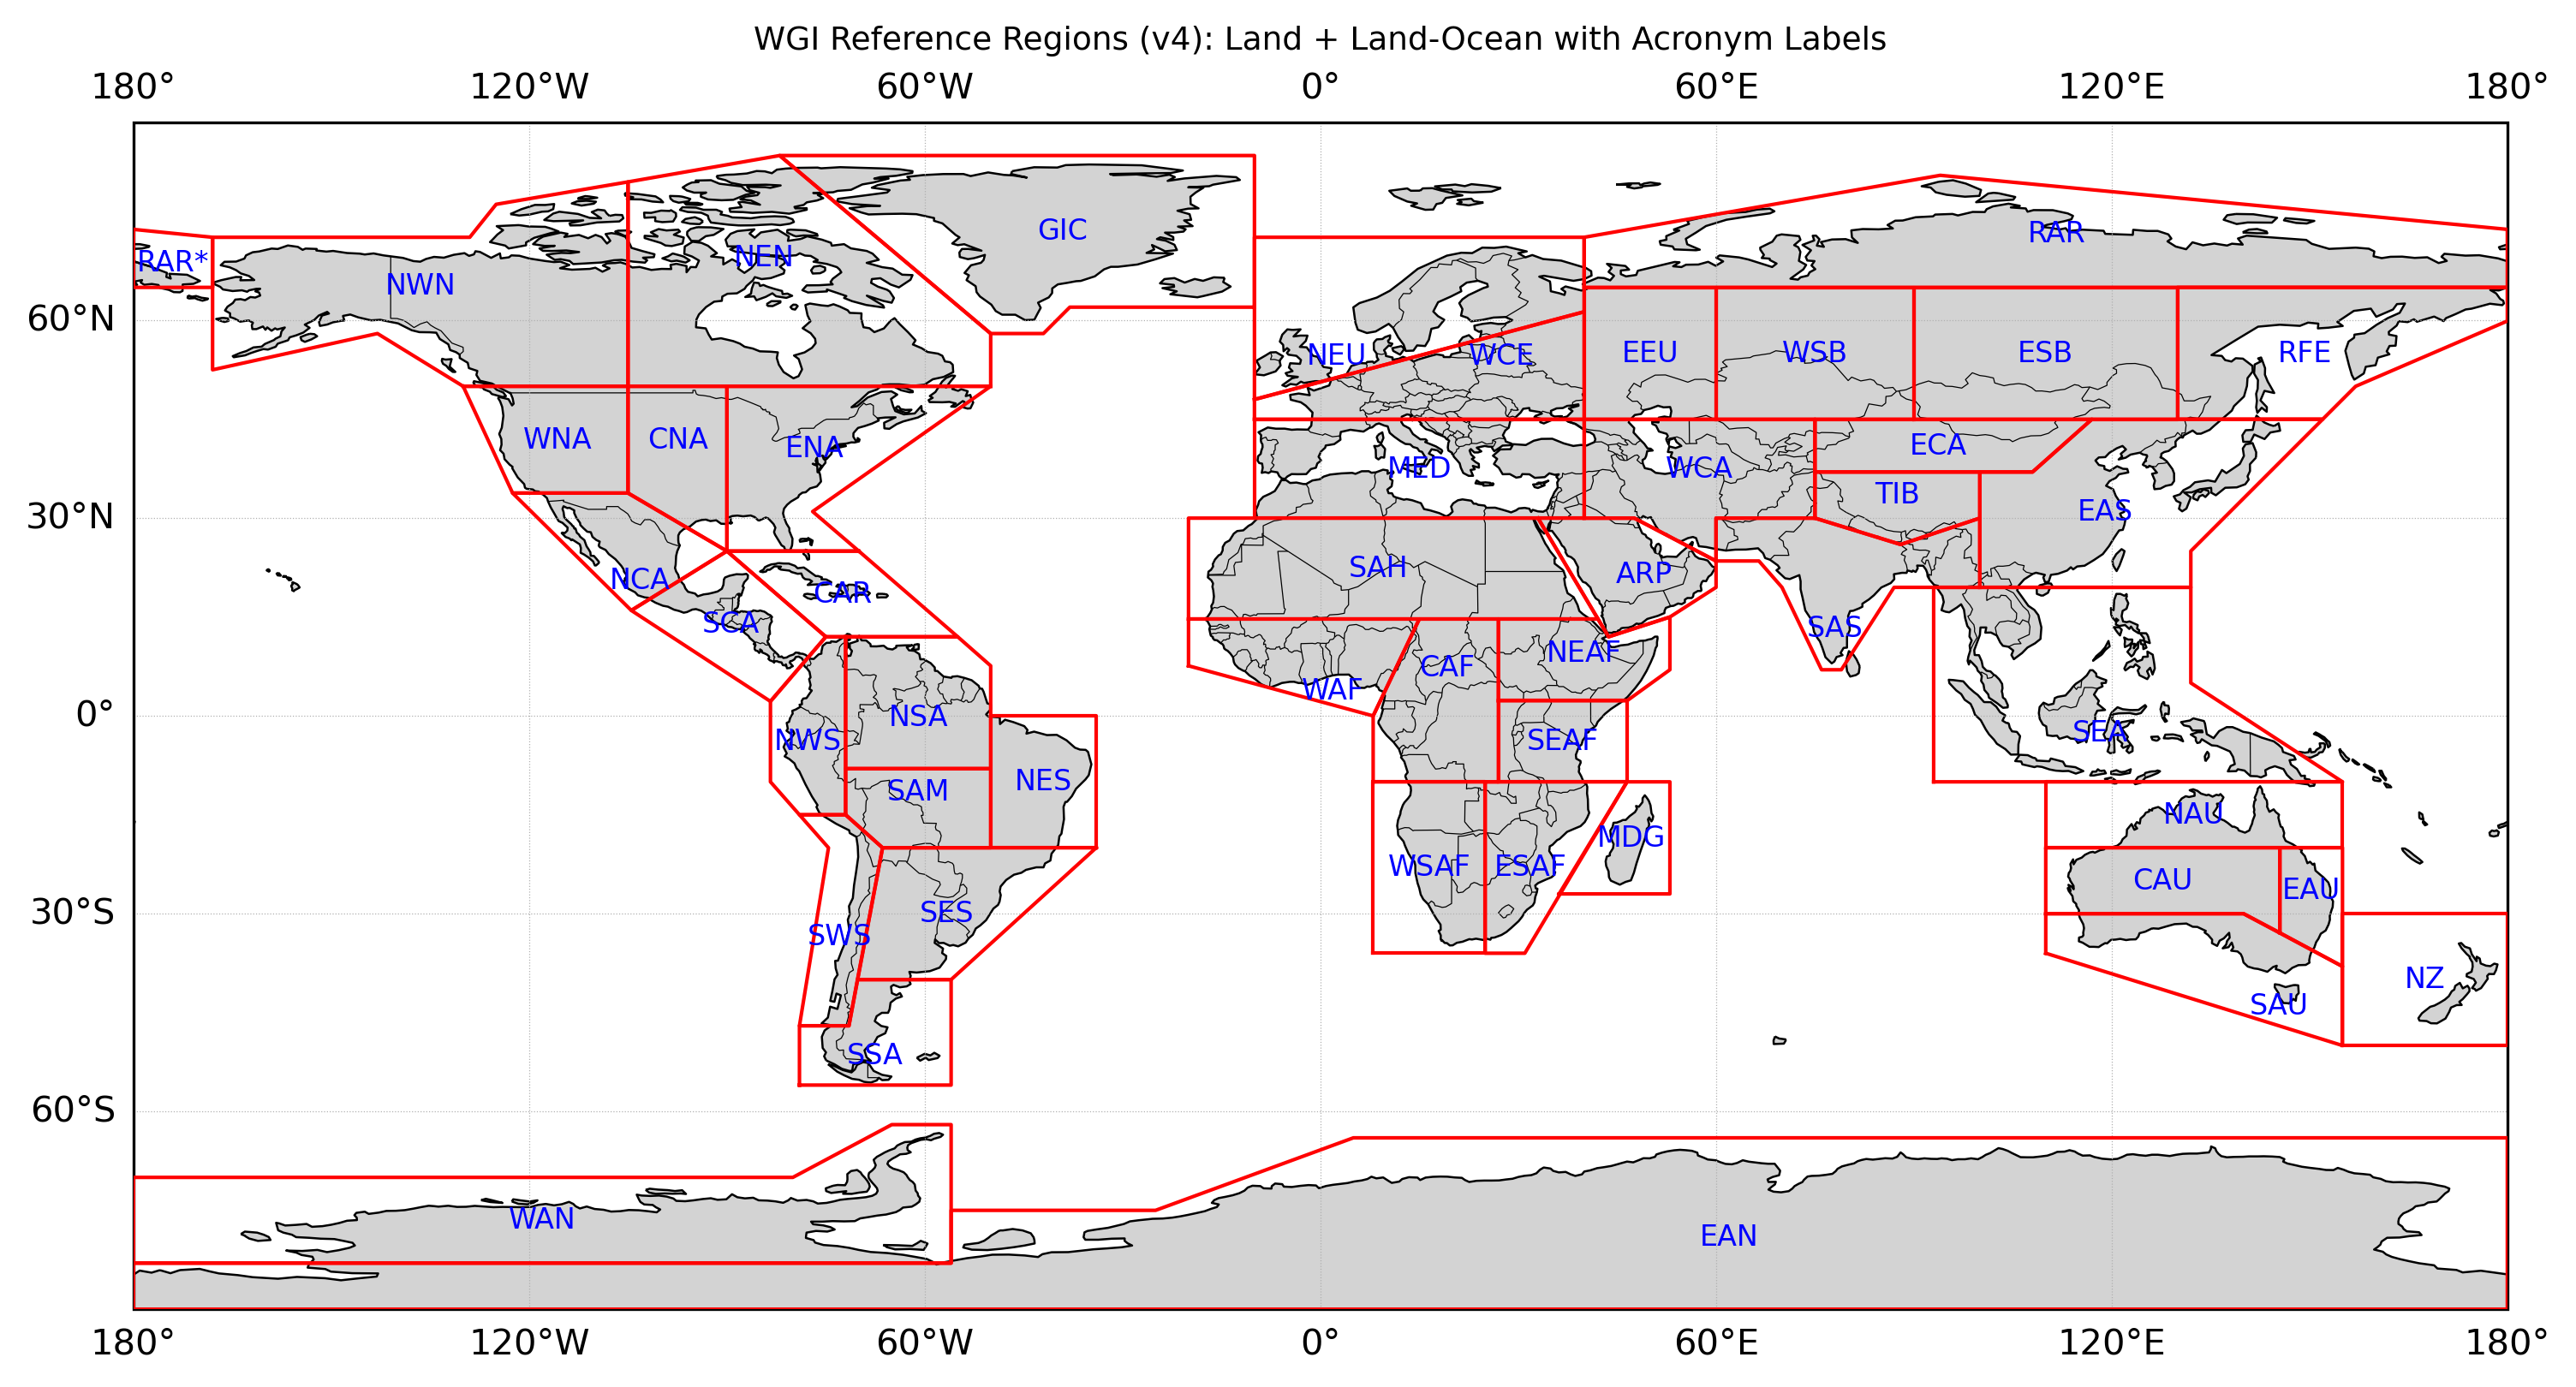 WGI Reference Regions (v4): Land + Land-Ocean with Acronym Labels
180° 120°W 60°W 0° 60°E 120°E 180°
GIC
RAR
NEN
RAR*
NWN
60°N
NEU WCE EEU WSB ESB RFE
WNA CNA ENA
ECA
MED WCA
TIB
EAS
30°N
SAH ARP
NCA
CAR
SCA
SAS
NEAF
CAF
WAF
0°
NSA
SEA
NWS SEAF
NES
SAM
NAU
MDG
WSAF ESAF
CAU
EAU
30°S
SES
SWS
NZ
SAU
SSA
60°S
WAN
EAN
180° 120°W 60°W 0° 60°E 120°E 180°